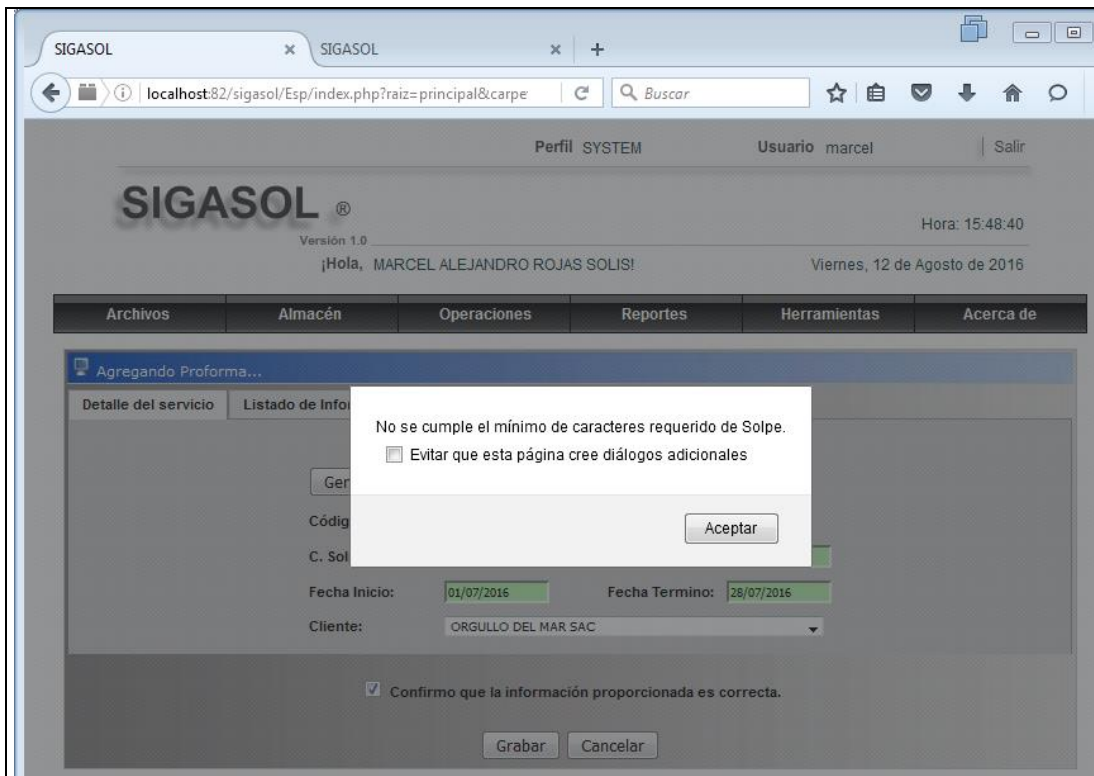 SIGASOL
SIGASOL
localhost:82/sigasol/Esp/index.php?raiz=principal&carpe
Buscar
Perfil SYSTEM Usuario marcel Salir
SIGASOL ®
Versión 1.0
Hora: 15:48:40
¡Hola, MARCEL ALEJANDRO ROJAS SOLIS! Viernes, 12 de Agosto de 2016
Archivos Almacén Operaciones Reportes Herramientas Acerca de
Agregando Proforma...
Detalle del servicio Listado de Infor
No se cumple el mínimo de caracteres requerido de Solpe.
Evitar que esta página cree diálogos adicionales
Aceptar
Ger
Códig
C. Sol
Fecha Inicio: 01/07/2016 Fecha Termino: 28/07/2016
Cliente: ORGULLO DEL MAR SAC
Confirmo que la información proporcionada es correcta.
Grabar Cancelar